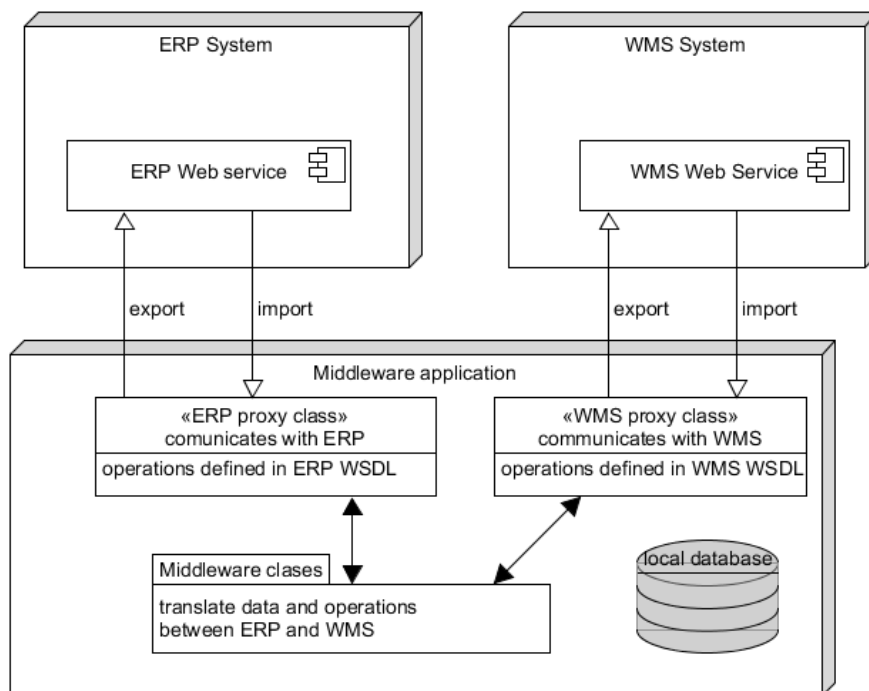 ERP System
WMS System
ERP Web service
WMS Web Service
export
import
export
import
Middleware application
«ERP proxy class»
comunicates with ERP
operations defined in ERP WSDL
«WMS proxy class»
communicates with WMS
operations defined in WMS WSDL
Middleware clases
translate data and operations
between ERP and WMS
local database